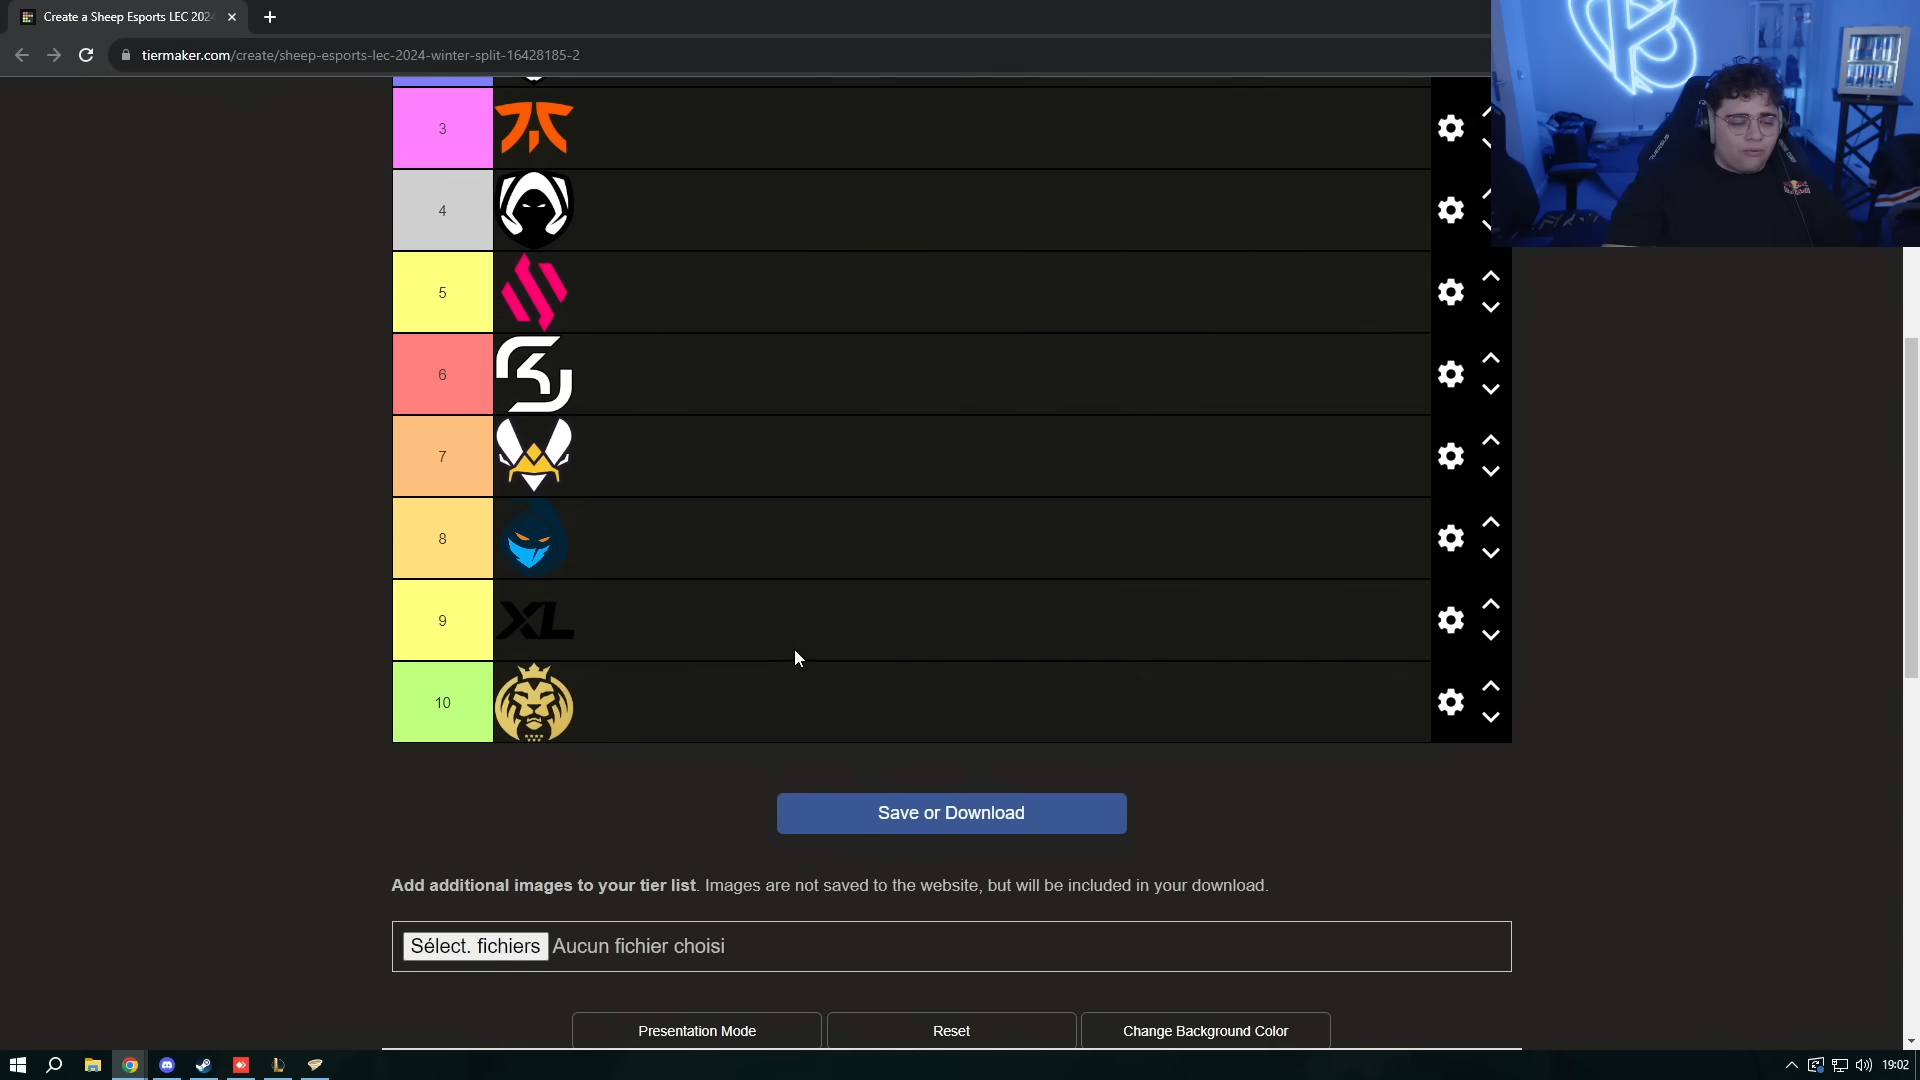 Create a Sheep Esports LEC 202
tiermaker.com/create/sheep-esports-lec-2024-winter-split-16428185-2
3
4
5
6
7
8
9
XL
10
Save or Download
Add additional images to your tier list. Images are not saved to the website, but will be included in your download.
Sélect. fichiers Aucun fichier choisi
Presentation Mode
Reset
Change Background Color
19:02